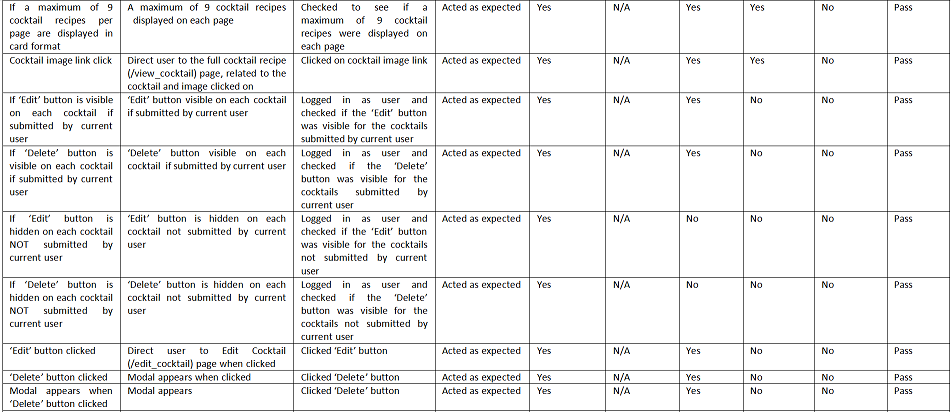 If a maximum of 9 cocktail recipes per page are displayed in card format | A maximum of 9 cocktail recipes displayed on each page | Checked to see if a maximum of 9 cocktail recipes were displayed on each page | Acted as expected | Yes | N/A | Yes | Yes | No | Pass
Cocktail image link click | Direct user to the full cocktail recipe (/view_cocktail) page, related to the cocktail and image clicked on | Clicked on cocktail image link | Acted as expected | Yes | N/A | Yes | Yes | No | Pass
If ‘Edit’ button is visible on each cocktail if submitted by current user | ‘Edit’ button visible on each cocktail if submitted by current user | Logged in as user and checked if the ‘Edit’ button was visible for the cocktails submitted by current user | Acted as expected | Yes | N/A | Yes | No | No | Pass
If ‘Delete’ button is visible on each cocktail if submitted by current user | ‘Delete’ button visible on each cocktail if submitted by current user | Logged in as user and checked if the ‘Delete’ button was visible for the cocktails submitted by current user | Acted as expected | Yes | N/A | Yes | No | No | Pass
If ‘Edit’ button is hidden on each cocktail NOT submitted by current user | ‘Edit’ button is hidden on each cocktail not submitted by current user | Logged in as user and checked if the ‘Edit’ button was visible for the cocktails not submitted by current user | Acted as expected | Yes | N/A | No | No | No | Pass
If ‘Delete’ button is hidden on each cocktail NOT submitted by current user | ‘Delete’ button is hidden on each cocktail not submitted by current user | Logged in as user and checked if the ‘Delete’ button was visible for the cocktails not submitted by current user | Acted as expected | Yes | N/A | No | No | No | Pass
‘Edit’ button clicked | Direct user to Edit Cocktail (/edit_cocktail) page when clicked | Clicked ‘Edit’ button | Acted as expected | Yes | N/A | Yes | No | No | Pass
‘Delete’ button clicked | Modal appears when clicked | Clicked ‘Delete’ button | Acted as expected | Yes | N/A | Yes | No | No | Pass
Modal appears when ‘Delete’ button clicked | Modal appears | Clicked ‘Delete’ button | Acted as expected | Yes | N/A | Yes | No | No | Pass